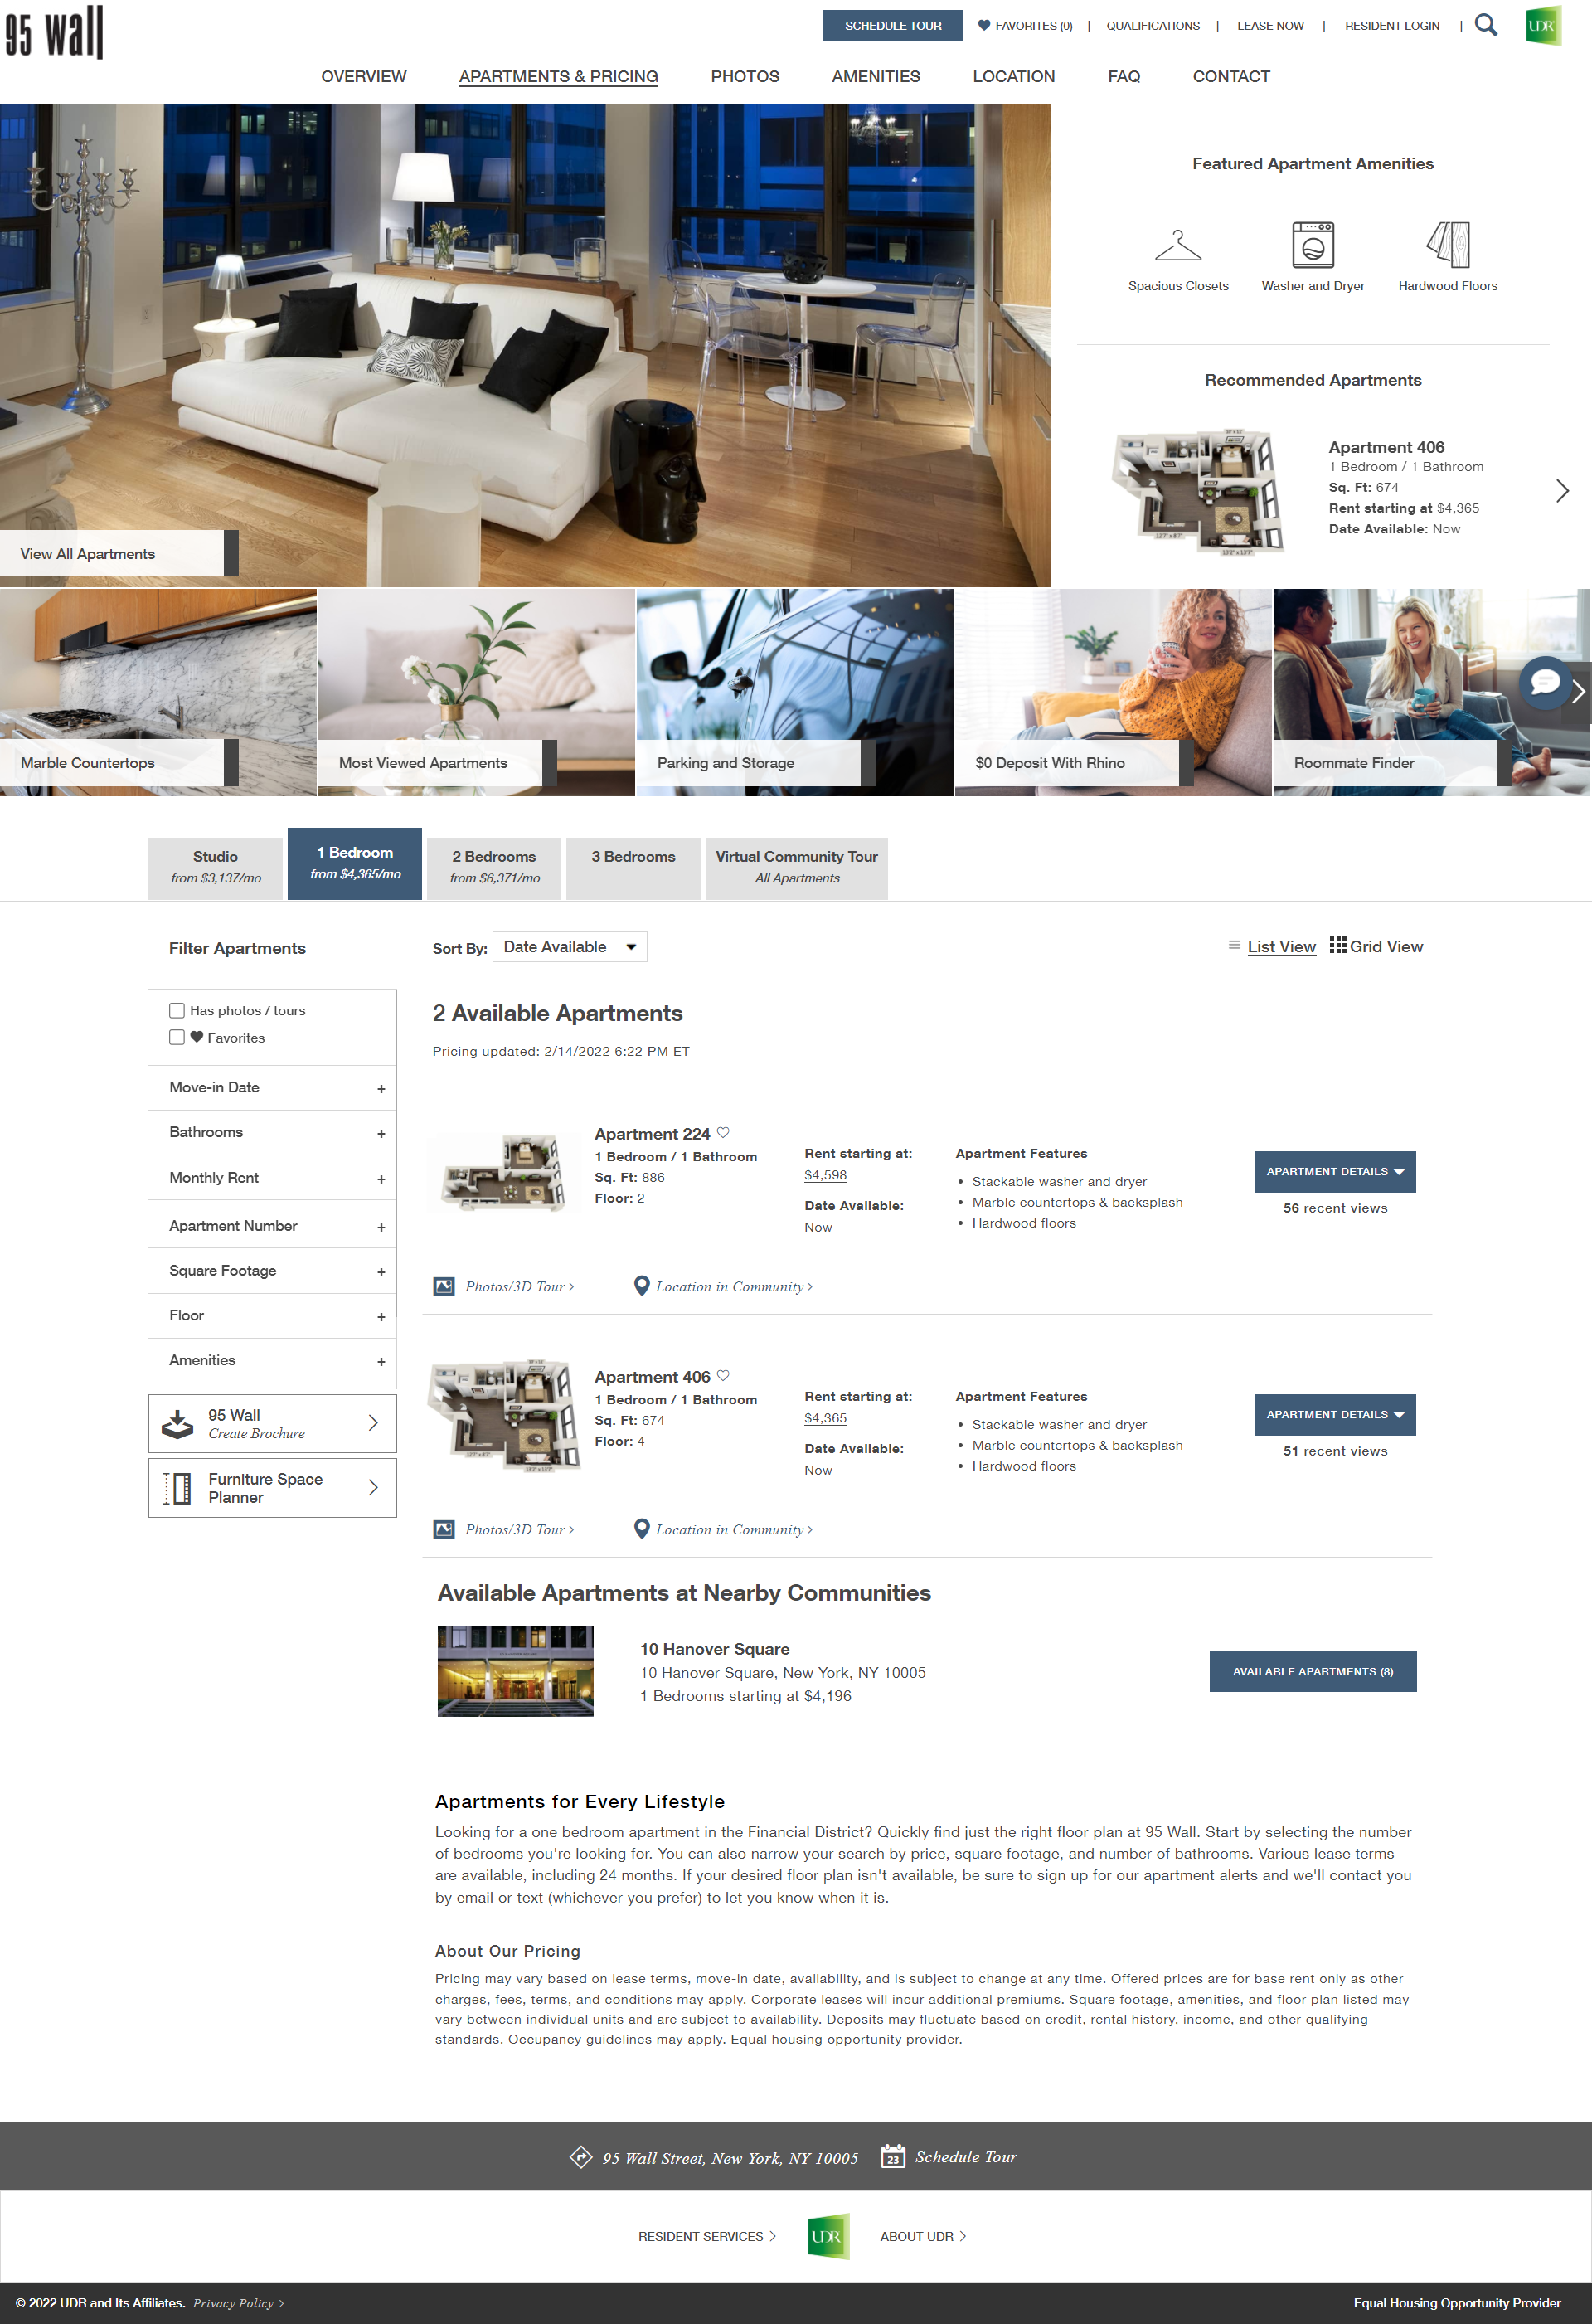 95 wall
SCHEDULE TOUR
FAVORITES (0) | QUALIFICATIONS | LEASE NOW | RESIDENT LOGIN |
UDR
OVERVIEW
APARTMENTS & PRICING
PHOTOS
AMENITIES
LOCATION
FAQ
CONTACT
View All Apartments
Featured Apartment Amenities
Spacious Closets
Washer and Dryer
Hardwood Floors
Recommended Apartments
Apartment 406
1 Bedroom / 1 Bathroom
Sq. Ft: 674
Rent starting at $4,365
Date Available: Now
Marble Countertops
Most Viewed Apartments
Parking and Storage
$0 Deposit With Rhino
Roommate Finder
Studio
from $3,137/mo
1 Bedroom
from $4,365/mo
2 Bedrooms
from $6,371/mo
3 Bedrooms
Virtual Community Tour
All Apartments
Filter Apartments
Has photos / tours
Favorites
Move-in Date +
Bathrooms +
Monthly Rent +
Apartment Number +
Square Footage +
Floor +
Amenities +
95 Wall
Create Brochure
Furniture Space
Planner
Sort By: Date Available
List View
Grid View
2 Available Apartments
Pricing updated: 2/14/2022 6:22 PM ET
Apartment 224
1 Bedroom / 1 Bathroom
Sq. Ft: 886
Floor: 2
Rent starting at:
$4,598
Date Available:
Now
Apartment Features
• Stackable washer and dryer
• Marble countertops & backsplash
• Hardwood floors
APARTMENT DETAILS
56 recent views
Photos/3D Tour >
Location in Community >
Apartment 406
1 Bedroom / 1 Bathroom
Sq. Ft: 674
Floor: 4
Rent starting at:
$4,365
Date Available:
Now
Apartment Features
• Stackable washer and dryer
• Marble countertops & backsplash
• Hardwood floors
APARTMENT DETAILS
51 recent views
Photos/3D Tour >
Location in Community >
Available Apartments at Nearby Communities
10 Hanover Square
10 Hanover Square, New York, NY 10005
1 Bedrooms starting at $4,196
AVAILABLE APARTMENTS (8)
Apartments for Every Lifestyle
Looking for a one bedroom apartment in the Financial District? Quickly find just the right floor plan at 95 Wall. Start by selecting the number
of bedrooms you're looking for. You can also narrow your search by price, square footage, and number of bathrooms. Various lease terms
are available, including 24 months. If your desired floor plan isn't available, be sure to sign up for our apartment alerts and we'll contact you
by email or text (whichever you prefer) to let you know when it is.
About Our Pricing
Pricing may vary based on lease terms, move-in date, availability, and is subject to change at any time. Offered prices are for base rent only as other
charges, fees, terms, and conditions may apply. Corporate leases will incur additional premiums. Square footage, amenities, and floor plan listed may
vary between individual units and are subject to availability. Deposits may fluctuate based on credit, rental history, income, and other qualifying
standards. Occupancy guidelines may apply. Equal housing opportunity provider.
95 Wall Street, New York, NY 10005
23
Schedule Tour
RESIDENT SERVICES >
UDR
ABOUT UDR >
© 2022 UDR and Its Affiliates. Privacy Policy >
Equal Housing Opportunity Provider